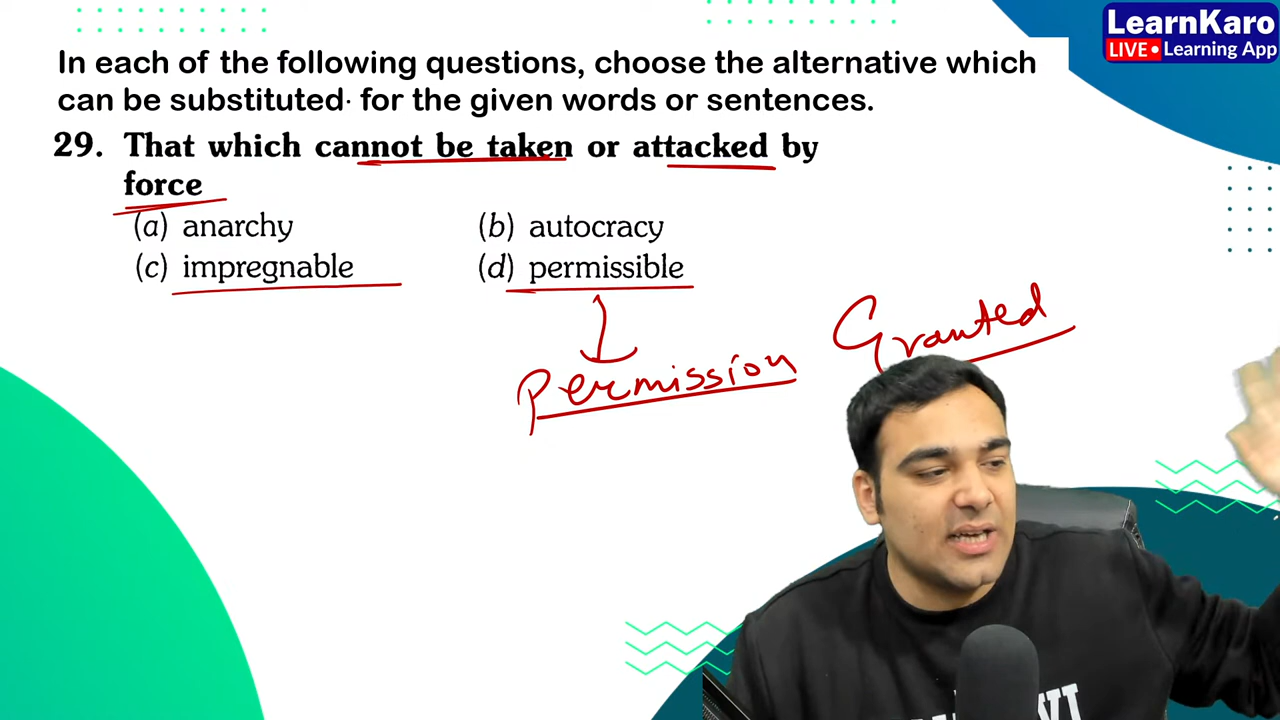 LearnKaro
LIVE • Learning App
In each of the following questions, choose the alternative which
can be substituted· for the given words or sentences.
29. That which cannot be taken or attacked by
force
(a) anarchy (b) autocracy
(c) impregnable (d) permissible
Permission Granted